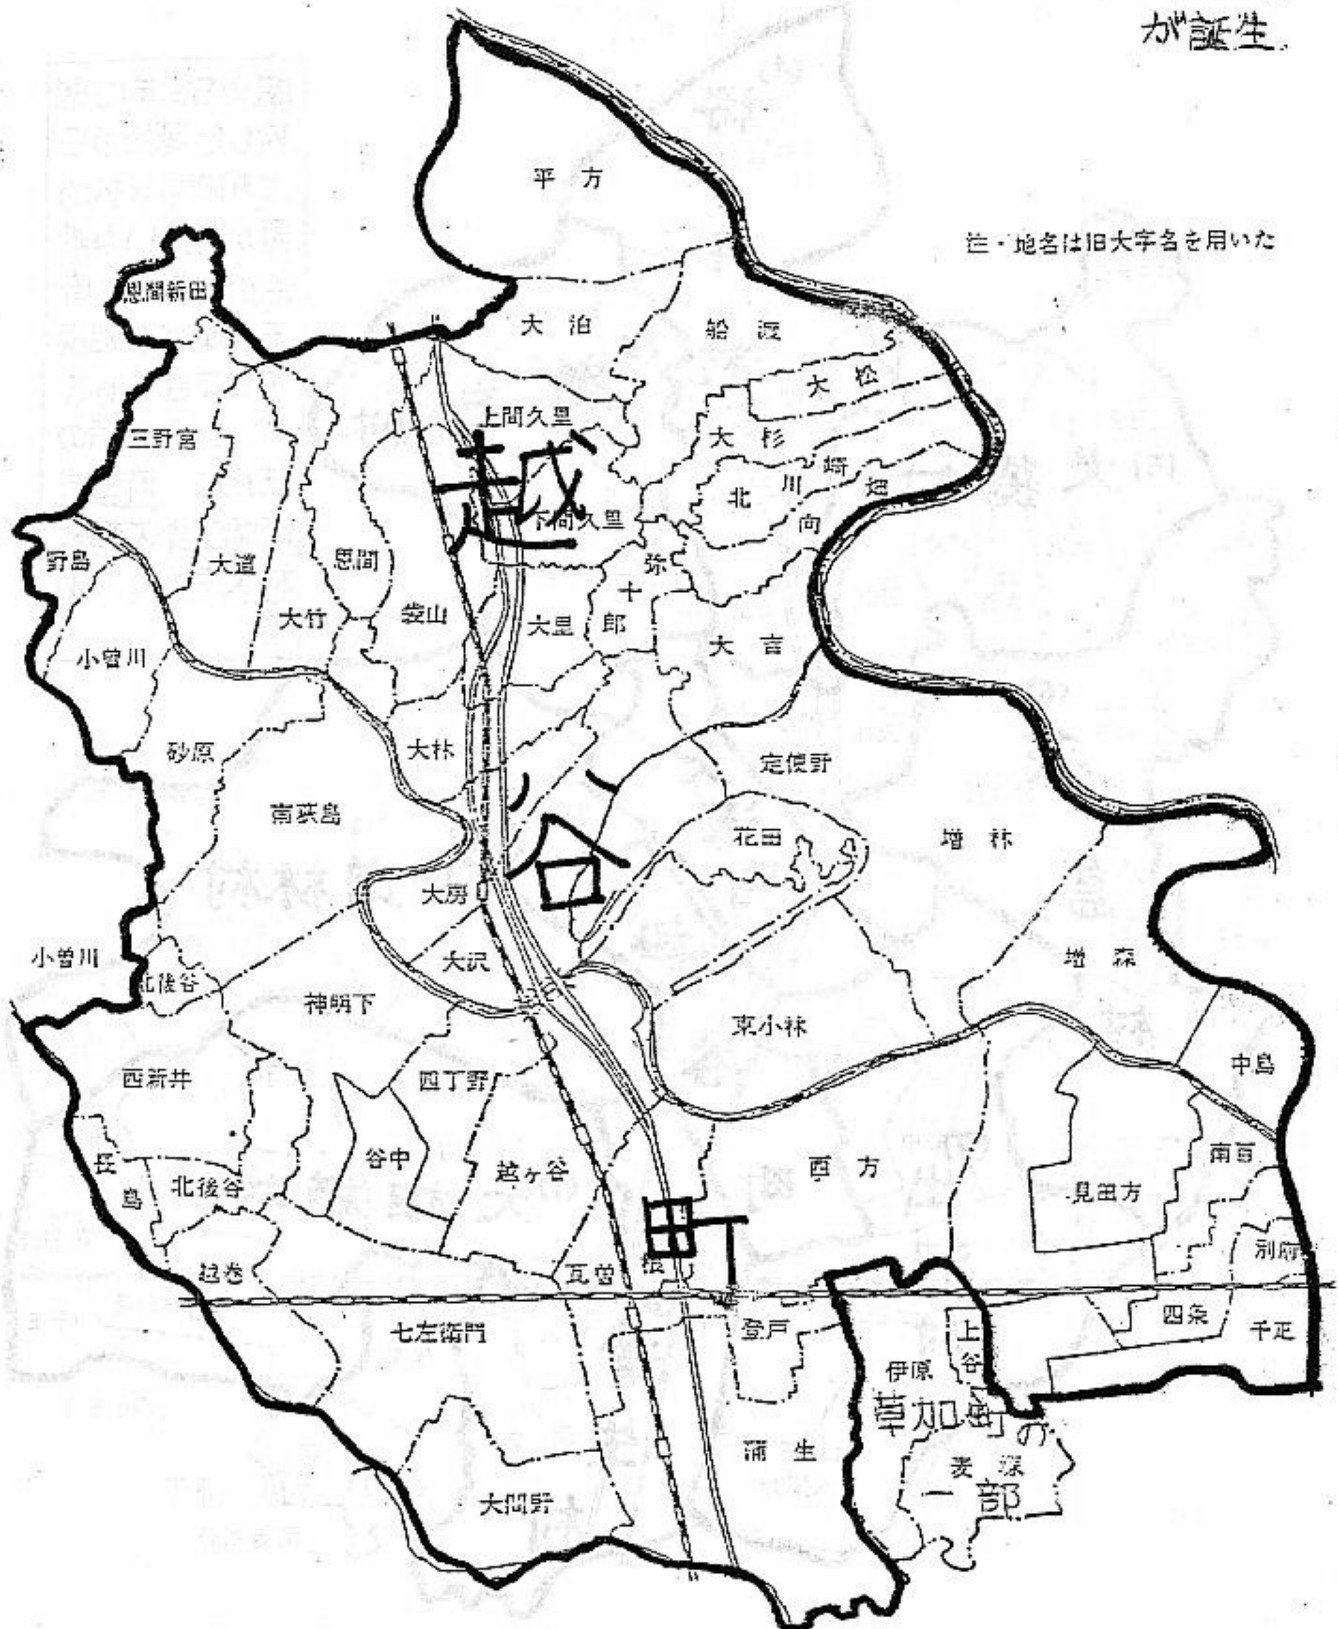 が誕生
平方
注・地名は旧大字名を用いた
恩間新田
大泊
船渡
大松
上間久里
三野宮
大杉
北川崎
向畑
越
下間久里
野島
大道
恩間
弥十郎
大竹
袋山
大里
大吉
小曽川
砂原
大林
定使野
南荻島
ヶ
谷
花田
増林
大房
小曽川
北後谷
大沢
増森
神明下
東小林
中島
西新井
四丁野
長島
谷中
越ヶ谷
西方
南百
北後谷
見田方
町
越巻
瓦曽根
別府
七左衛門
登戸
上谷
四条
千疋
伊原
草加町の
一部
蒲生
麦塚
大間野